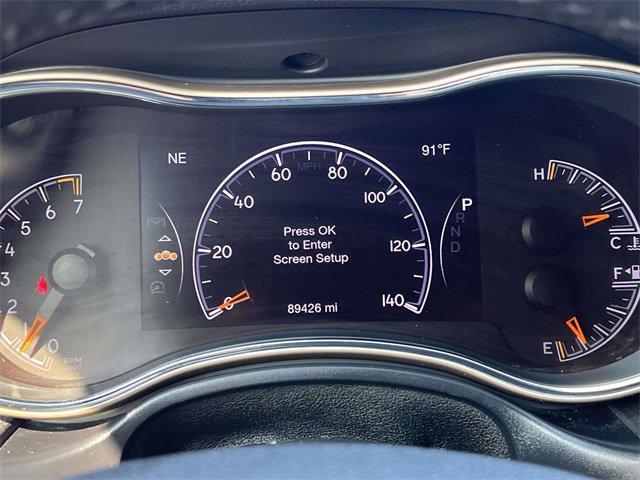 NE
91°F
MPH
0
20
40
60
80
100
120
140
Press OK
to Enter
Screen Setup
89426 mi
P
R
N
D
7
6
5
4
3
2
1
0
RPM
H
C
F
E